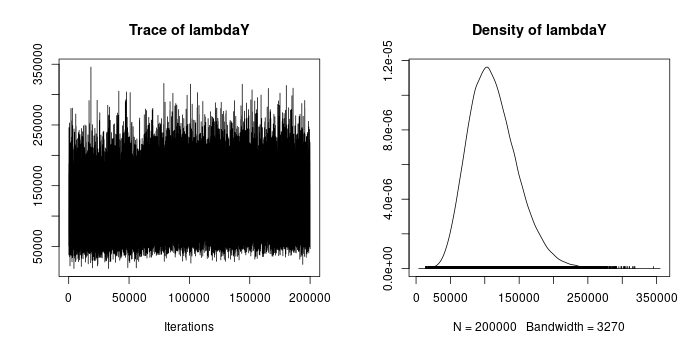 Trace of lambdaY
350000
250000
150000
50000
0 50000 100000 150000 200000
Iterations
Density of lambdaY
1.2e-05
8.0e-06
4.0e-06
0.0e+00
0 50000 150000 250000 350000
N = 200000 Bandwidth = 3270